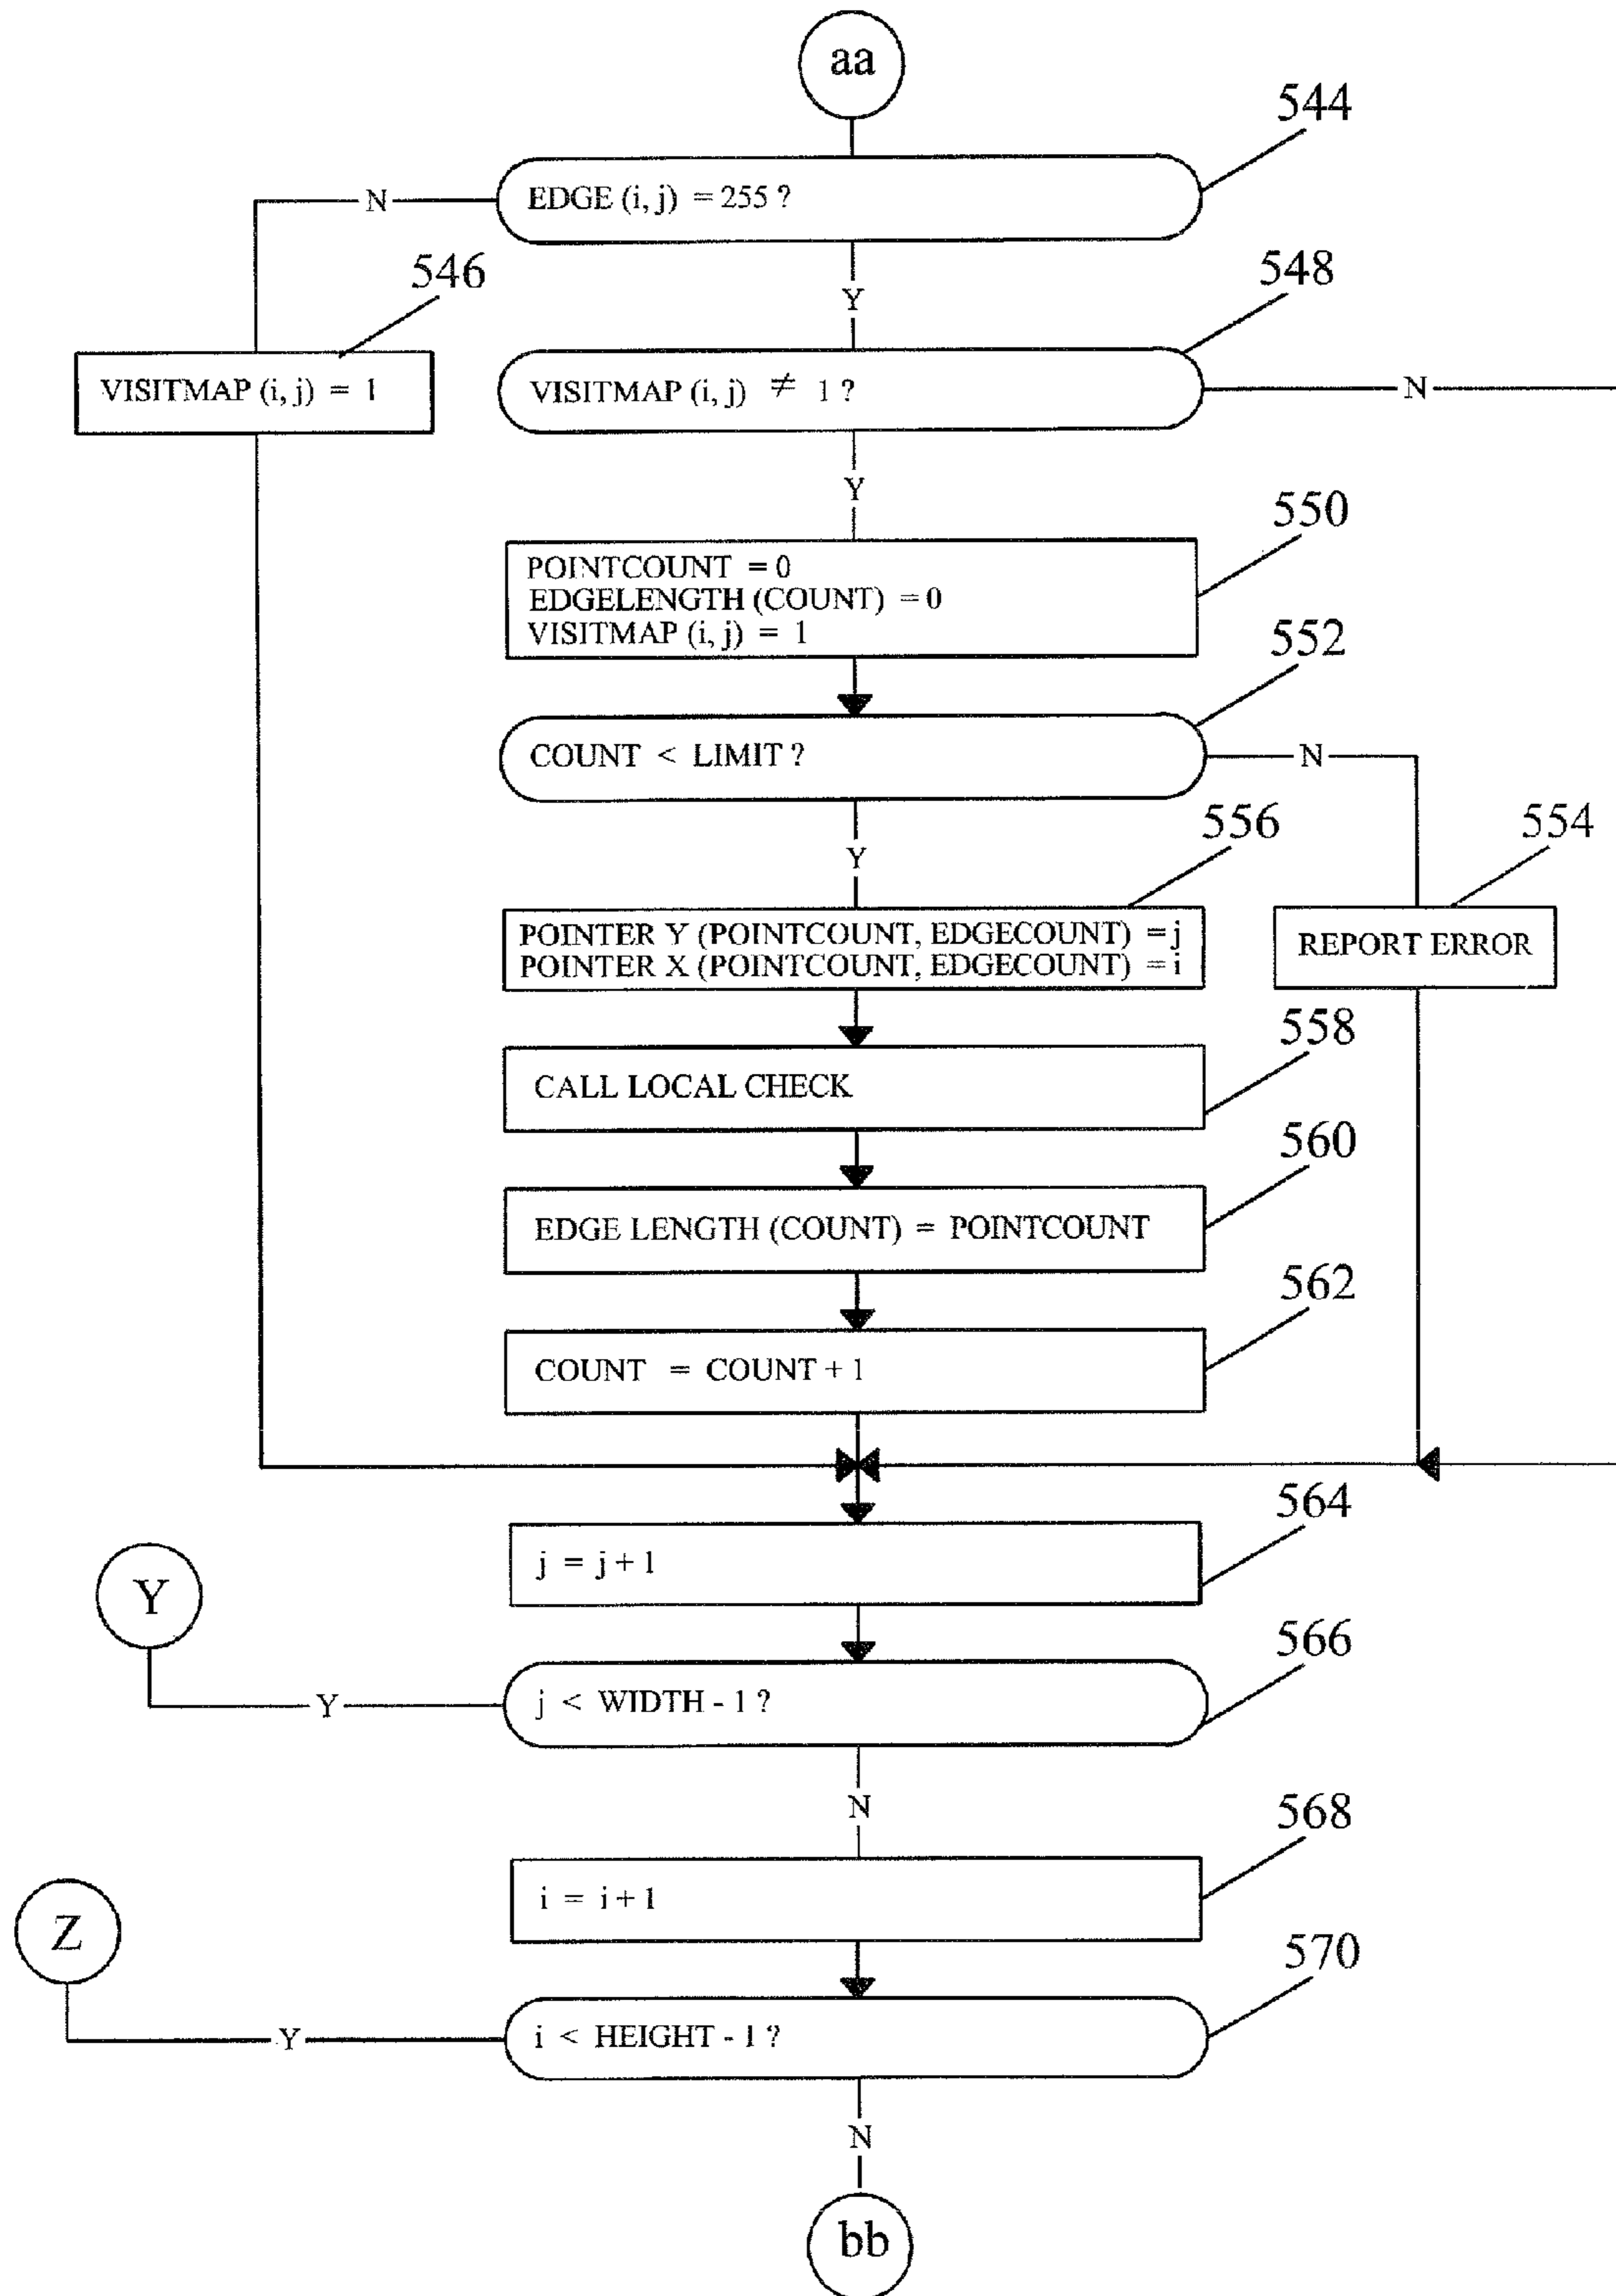 aa
544
EDGE (i, j) = 255 ?
N
546
Y
548
VISITMAP (i, j) = 1
VISITMAP (i, j) ≠ 1 ?
N
Y
550
POINTCOUNT = 0
EDGELENGTH (COUNT) = 0
VISITMAP (i, j) = 1
552
COUNT < LIMIT ?
N
Y
556
554
POINTER Y (POINTCOUNT, EDGECOUNT) = j
POINTER X (POINTCOUNT, EDGECOUNT) = i
REPORT ERROR
558
CALL LOCAL CHECK
560
EDGE LENGTH (COUNT) = POINTCOUNT
562
COUNT = COUNT + 1
564
j = j + 1
Y
566
Y
j < WIDTH - 1 ?
N
568
i = i + 1
Z
570
Y
i < HEIGHT - 1 ?
N
bb